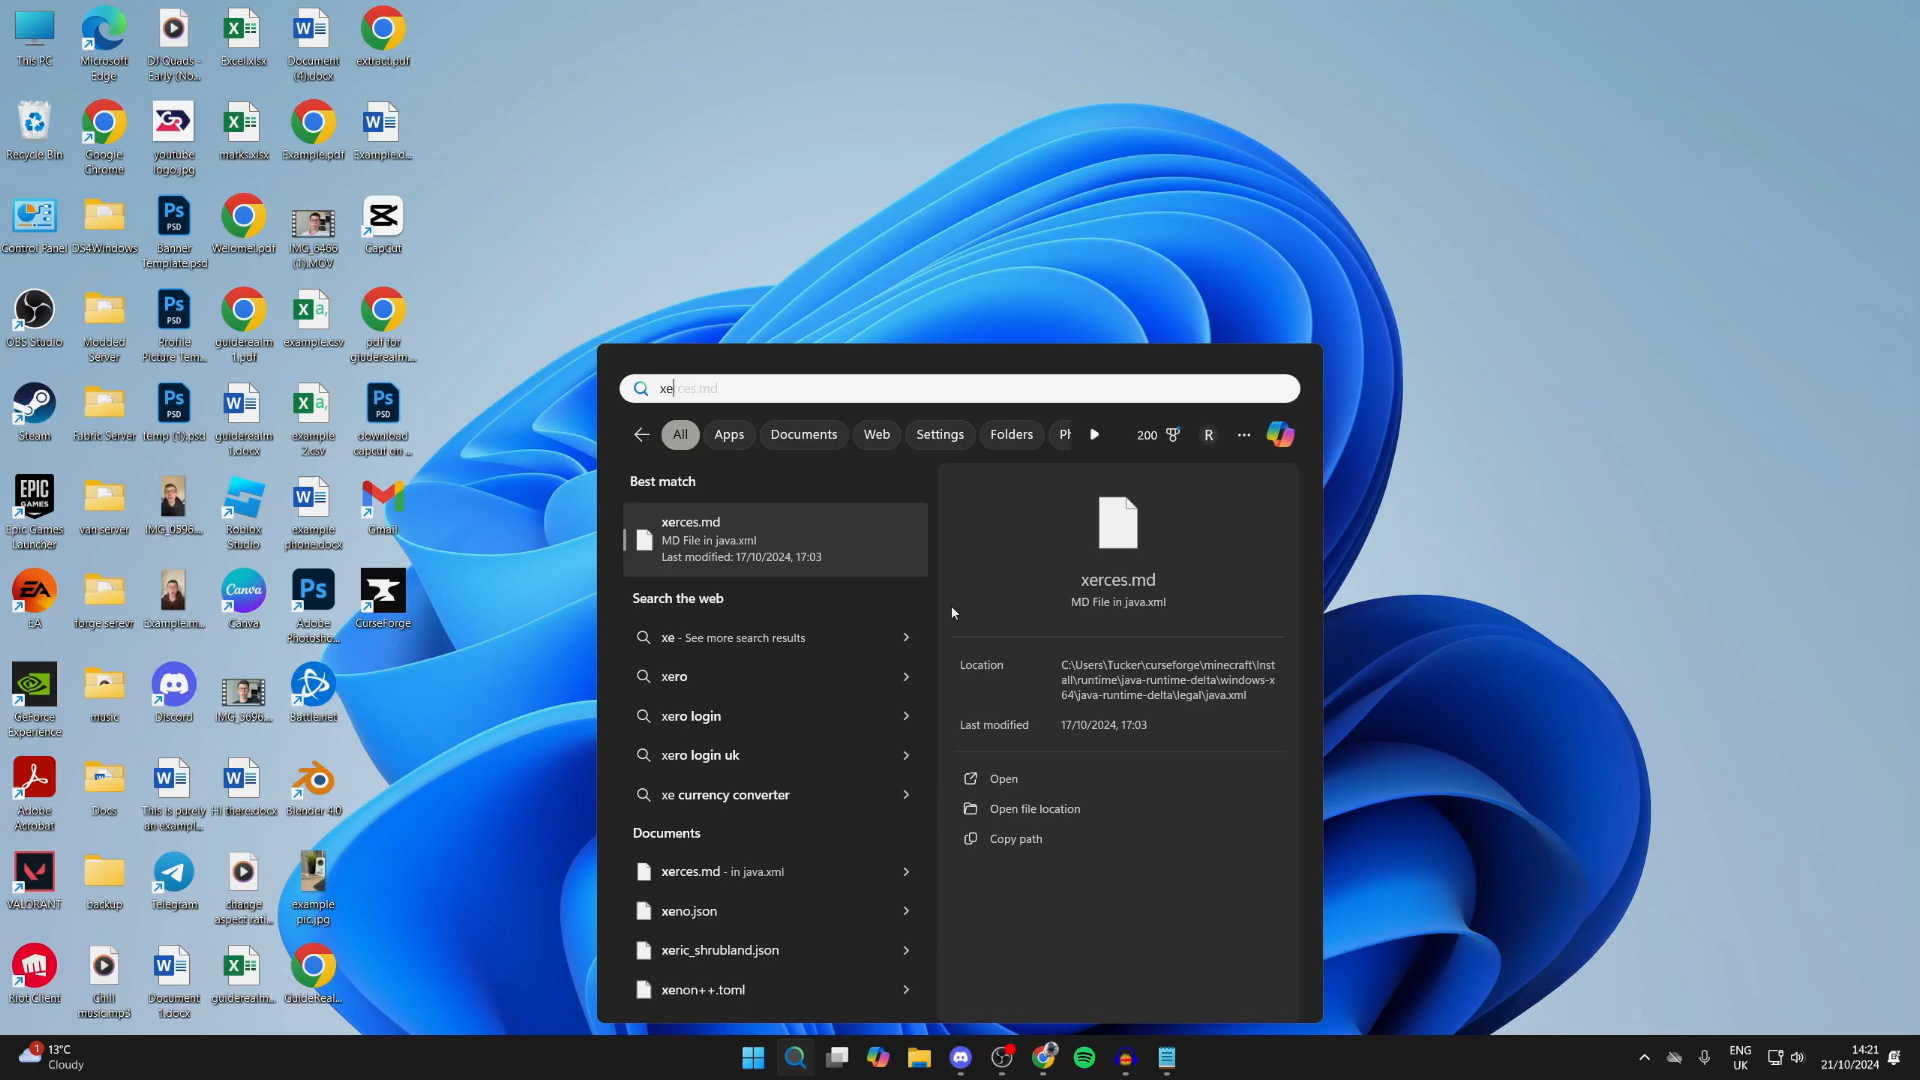 This PC
Microsoft Edge
DJ Quads - Early (No...
Excel.xlsx
Document (4).docx
extract.pdf
Recycle Bin
Google Chrome
youtube logo.jpg
marks.xlsx
Example.pdf
Example.d...
Control Panel
DS4Windows
Banner Template.psd
Welome!.pdf
IMG_6466 (1).MOV
CapCut
OBS Studio
Modded Server
Profile Picture Tem...
guiderealm 1.pdf
example.csv
pdf for giuderealm...
Steam
Fabric Server
temp (1).psd
guiderealm 1.docx
example 2.csv
download capcut on ...
Epic Games Launcher
van server
IMG_0596...
Roblox Studio
example phone.docx
Gmail
EA
forge serevr
Example.m...
Canva
Adobe Photosho...
CurseForge
GeForce Experience
music
Discord
IMG_3696...
Battle.net
Adobe Acrobat
Docs
This is purely an exampl...
Hi there.docx
Blender 4.0
VALORANT
backup
Telegram
change aspect rati...
example pic.jpg
Riot Client
Chill music.mp3
Document 1.docx
guiderealm...
GuideReal...
xerces.md
All Apps Documents Web Settings Folders Ph 200 R
Best match
xerces.md
MD File in java.xml
Last modified: 17/10/2024, 17:03
Search the web
xe - See more search results
xero
xero login
xero login uk
xe currency converter
Documents
xerces.md - in java.xml
xeno.json
xeric_shrubland.json
xenon++.toml
xerces.md
MD File in java.xml
Location C:\Users\Tucker\curseforge\minecraft\Inst
all\runtime\java-runtime-delta\windows-x
64\java-runtime-delta\legal\java.xml
Last modified 17/10/2024, 17:03
Open
Open file location
Copy path
1
13°C
Cloudy
ENG
UK
14:21
21/10/2024